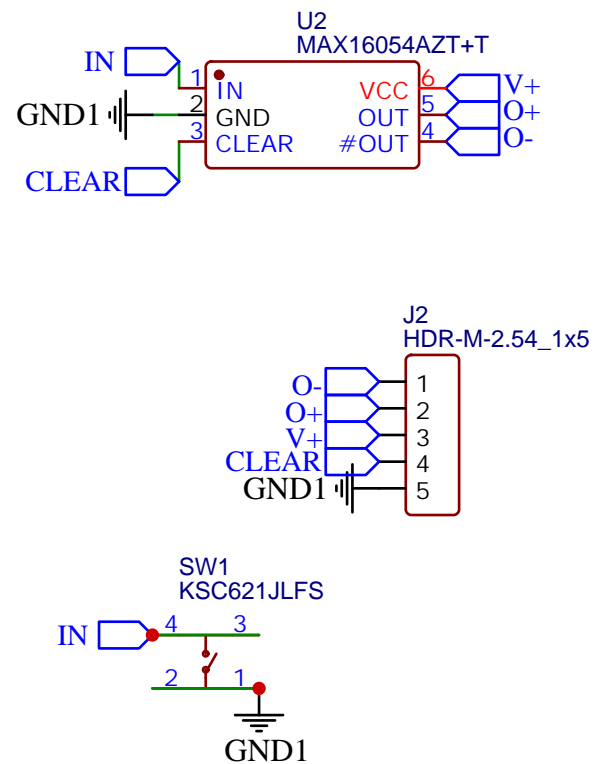 U2
MAX16054AZT+T
IN
1
IN
VCC
6
V+
GND1
2
GND
OUT
5
O+
3
CLEAR
#OUT
4
O-
CLEAR
J2
HDR-M-2.54_1x5
O-
1
O+
2
V+
3
CLEAR
4
GND1
5
SW1
KSC621JLFS
IN
4
3
2
1
GND1